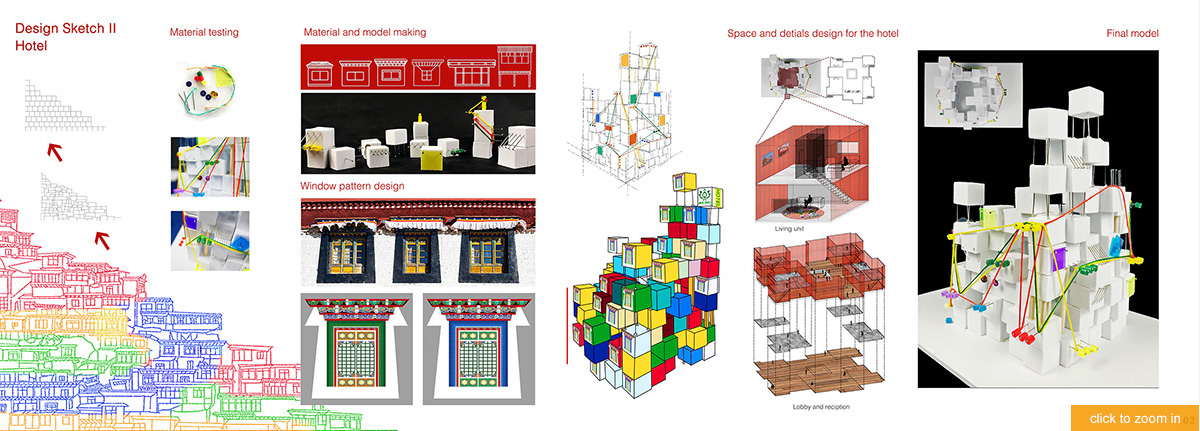 Design Sketch II
Hotel
Material testing
Material and model making
Window pattern design
Space and detials design for the hotel
Living unit
Lobby and reciption
Final model
HOTEL
click to zoom in